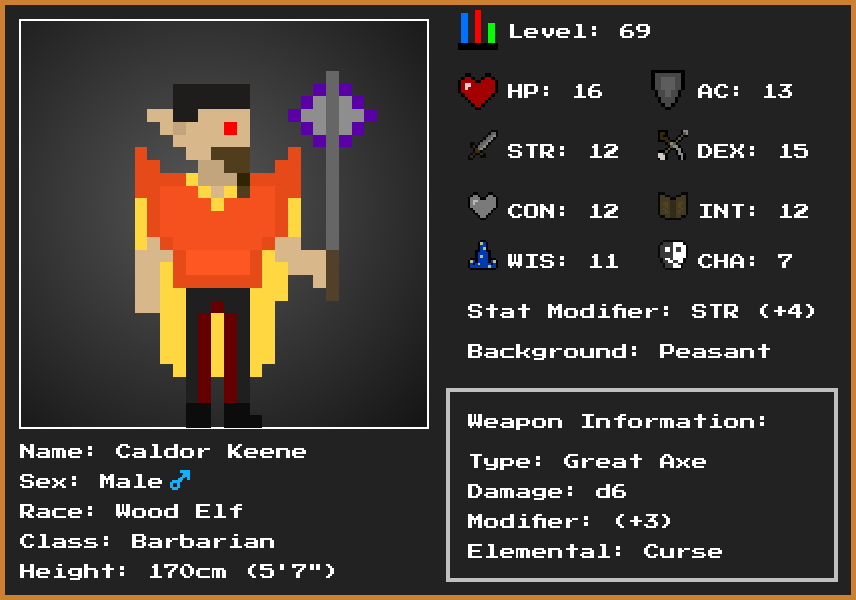 Level: 69
HP: 16 AC: 13
STR: 12 DEX: 15
CON: 12 INT: 12
WIS: 11 CHA: 7
Stat Modifier: STR (+4)
Background: Peasant
Weapon Information:
Type: Great Axe
Damage: d6
Modifier: (+3)
Elemental: Curse
Name: Caldor Keene
Sex: Male♂
Race: Wood Elf
Class: Barbarian
Height: 170cm (5'7")